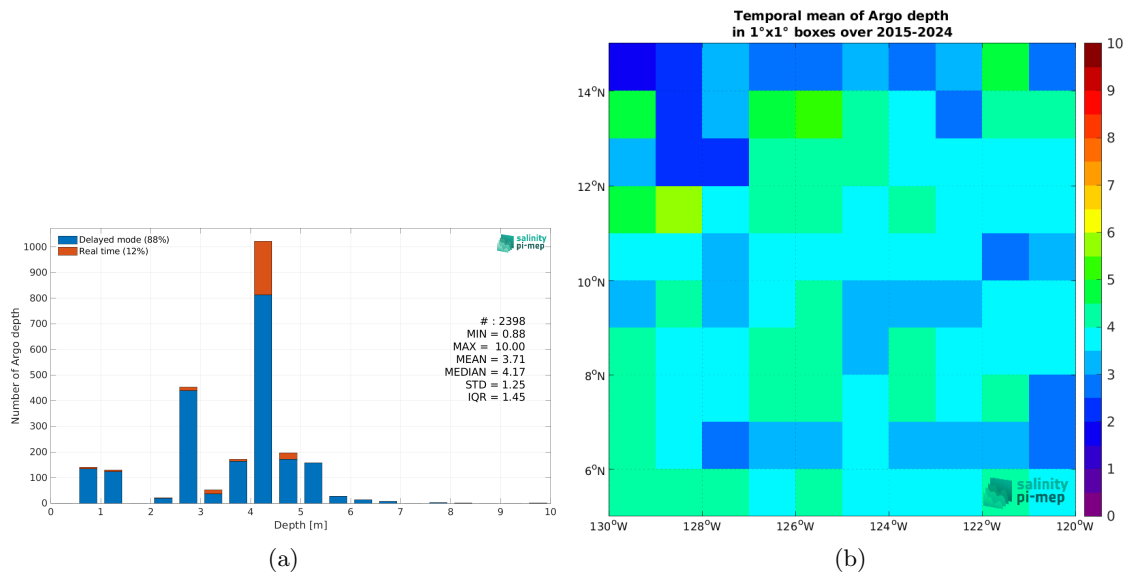 Delayed mode (88%)
Real time (12%)
salinity
pi-mep
# : 2398
MIN = 0.88
MAX = 10.00
MEAN = 3.71
MEDIAN = 4.17
STD = 1.25
IQR = 1.45
1000
900
800
700
600
500
400
300
200
100
0
Number of Argo depth
0 1 2 3 4 5 6 7 8 9 10
Depth [m]
(a)
Temporal mean of Argo depth
in 1°x1° boxes over 2015-2024
14°N
12°N
10°N
8°N
6°N
130°W 128°W 126°W 124°W 122°W 120°W
salinity
pi-mep
10
9
8
7
6
5
4
3
2
1
0
(b)